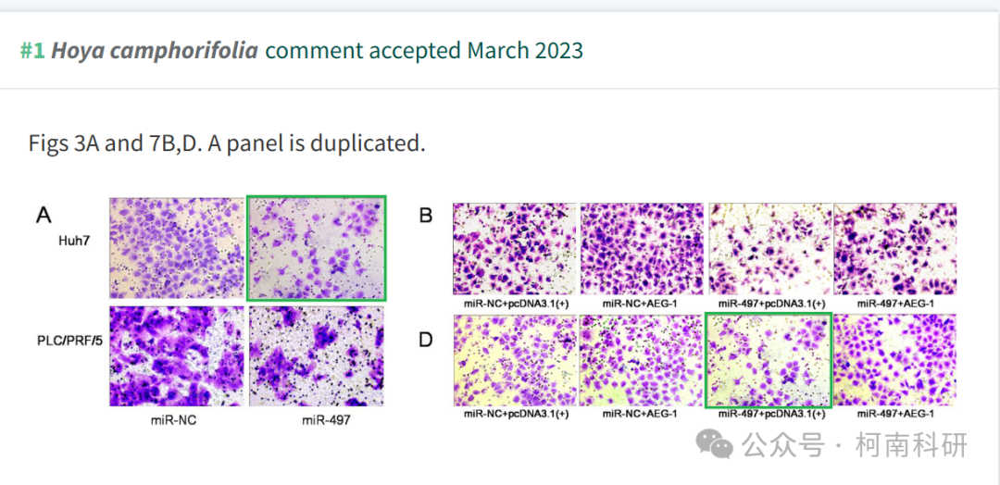 #1 Hoya camphorifolia comment accepted March 2023
Figs 3A and 7B,D. A panel is duplicated.
A
Huh7
PLC/PRF/5
miR-NC miR-497
B
miR-NC+pcDNA3.1(+) miR-NC+AEG-1 miR-497+pcDNA3.1(+) miR-497+AEG-1
D
miR-NC+pcDNA3.1(+) miR-NC+AEG-1 miR-497+pcDNA3.1(+) miR-497+AEG-1
公众号 · 柯南科研